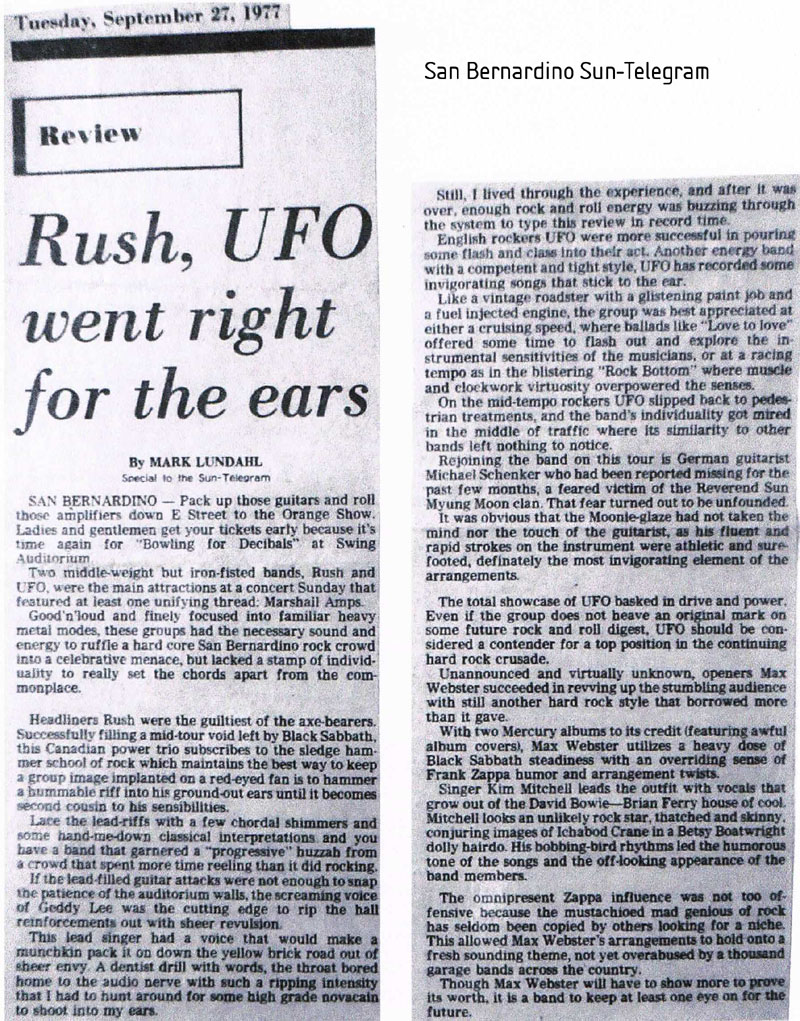 Tuesday, September 27, 1977
San Bernardino Sun-Telegram
Review
Rush, UFO
went right
for the ears
By MARK LUNDAHL
Special to the Sun-Telegram
SAN BERNARDINO — Pack up those guitars and roll
those amplifiers down E Street to the Orange Show.
Ladies and gentlemen get your tickets early because it's
time again for "Bowling for Decibals" at Swing
Auditorium
Two middle-weight but iron-fisted bands, Rush and
UFO, were the main attractions at a concert Sunday that
featured at least one unifying thread: Marshall Amps.
Good'n'loud and finely focused into familiar heavy
metal modes, these groups had the necessary sound and
energy to ruffle a hard core San Bernardino rock crowd
into a celebrative menace, but lacked a stamp of individ-
uality to really set the chords apart from the com-
monplace.
Headliners Rush were the guiltiest of the axe-bearers.
Successfully filling a mid-tour void left by Black Sabbath,
this Canadian power trio subscribes to the sledge ham-
mer school of rock which maintains the best way to keep
a group image implanted on a red-eyed fan is to hammer
a hummable riff into his ground-out ears until it becomes
second cousin to his sensibilities.
Lace the lead-riffs with a few chordal shimmers and
some hand-me-down classical interpretations and you
have a band that garnered a "progressive" huzzah from
a crowd that spent more time reeling than it did rocking.
If the lead-filled guitar attacks were not enough to snap
the patience of the auditorium walls, the screaming voice
of Geddy Lee was the cutting edge to rip the hall
reinforcements out with sheer revulsion.
This lead singer had a voice that would make a
munchkin pack it on down the yellow brick road out of
sheer envy. A dentist drill with words, the throat bored
home to the audio nerve with such a ripping intensity
that I had to hunt around for some high grade novacain
to shoot into my ears.
Still, I lived through the experience, and after it was
over, enough rock and roll energy was buzzing through
the system to type this review in record time.
English rockers UFO were more successful in pouring
some flash and class into their act. Another energy band
with a competent and tight style, UFO has recorded some
invigorating songs that stick to the ear.
Like a vintage roadster with a glistening paint job and
a fuel injected engine, the group was best appreciated at
either a cruising speed, where ballads like "Love to love"
offered some time to flash out and explore the in-
strumental sensitivities of the musicians, or at a racing
tempo as in the blistering "Rock Bottom" where muscle
and clockwork virtuosity overpowered the senses.
On the mid-tempo rockers UFO slipped back to pedes-
trian treatments, and the band's individuality got mired
in the middle of traffic where its similarity to other
bands left nothing to notice.
Rejoining the band on this tour is German guitarist
Michael Schenker who had been reported missing for the
past few months, a feared victim of the Reverend Sun
Myung Moon clan. That fear turned out to be unfounded.
It was obvious that the Moonie-glaze had not taken the
mind nor the touch of the guitarist, as his fluent and
rapid strokes on the instrument were athletic and sure-
footed, definately the most invigorating element of the
arrangements.
The total showcase of UFO basked in drive and power.
Even if the group does not heave an original mark on
some future rock and roll digest, UFO should be con-
sidered a contender for a top position in the continuing
hard rock crusade.
Unannounced and virtually unknown, openers Max
Webster succeeded in revving up the stumbling audience
with still another hard rock style that borrowed more
than it gave.
With two Mercury albums to its credit (featuring awful
album covers), Max Webster utilizes a heavy dose of
Black Sabbath steadiness with an overriding sense of
Frank Zappa humor and arrangement twists.
Singer Kim Mitchell leads the outfit with vocals that
grow out of the David Bowie—Brian Ferry house of cool.
Mitchell looks an unlikely rock star, thatched and skinny,
conjuring images of Ichabod Crane in a Betsy Boatwright
dolly hairdo. His bobbing-bird rhythms led the humorous
tone of the songs and the off-looking appearance of the
band members.
The omnipresent Zappa influence was not too of-
fensive because the mustachioed mad genious of rock
has seldom been copied by others looking for a niche.
This allowed Max Webster's arrangements to hold onto a
fresh sounding theme, not yet overabused by a thousand
garage bands across the country.
Though Max Webster will have to show more to prove
its worth, it is a band to keep at least one eye on for the
future.